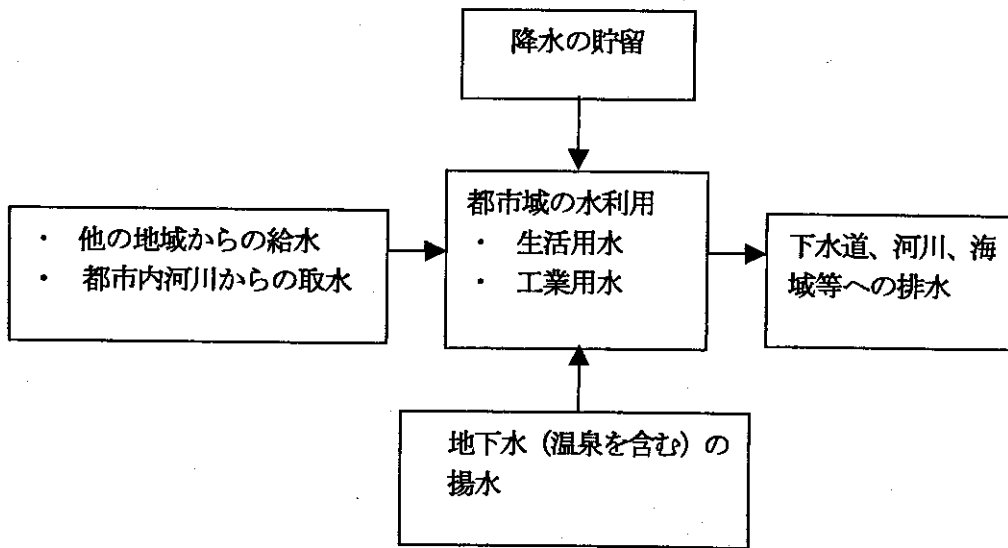 降水の貯留
・ 他の地域からの給水
・ 都市内河川からの取水
都市域の水利用
・ 生活用水
・ 工業用水
下水道、河川、海
域等への排水
地下水（温泉を含む）の
揚水